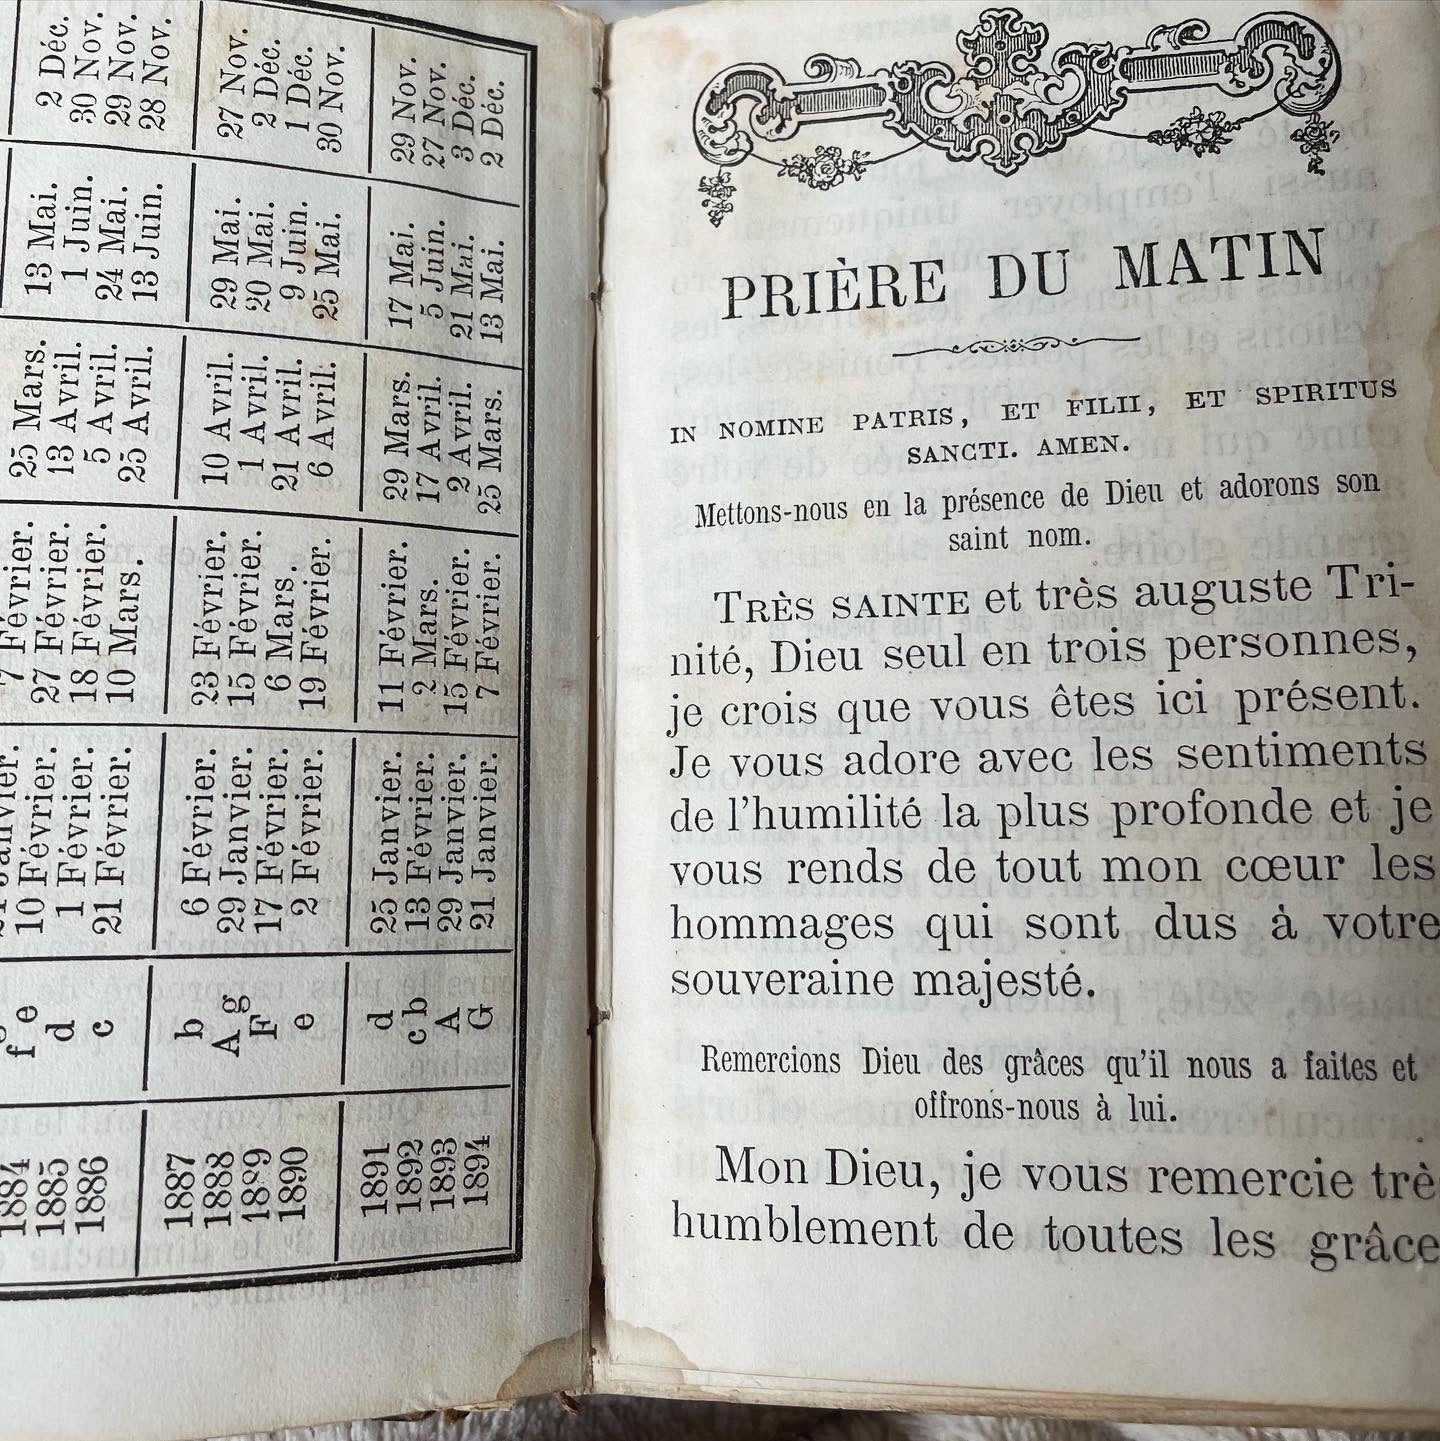 7 Février. 25 Mars. 13 Mai. 2 Déc.
1884 f e 10 Février. 27 Février. 13 Avril. 1 Juin. 30 Nov.
1885 d 1 Février. 18 Février. 5 Avril. 24 Mai. 29 Nov.
1886 c 21 Février. 10 Mars. 25 Avril. 13 Juin. 28 Nov.
1887 b 6 Février. 23 Février. 10 Avril. 29 Mai. 27 Nov.
1888 A g 29 Janvier. 15 Février. 1 Avril. 20 Mai. 2 Déc.
1889 F 17 Février. 6 Mars. 21 Avril. 9 Juin. 1 Déc.
1890 e 2 Février. 19 Février. 6 Avril. 25 Mai. 30 Nov.
1891 d 25 Janvier. 11 Février. 29 Mars. 17 Mai. 29 Nov.
1892 c b 13 Février. 2 Mars. 17 Avril. 5 Juin. 27 Nov.
1893 A 29 Janvier. 15 Février. 2 Avril. 21 Mai. 3 Déc.
1894 G 21 Janvier. 7 Février. 25 Mars. 13 Mai. 2 Déc.
PRIÈRE DU MATIN
IN NOMINE PATRIS, ET FILII, ET SPIRITUS
SANCTI. AMEN.
Mettons-nous en la présence de Dieu et adorons son
saint nom.
TRÈS SAINTE et très auguste Tri-
nité, Dieu seul en trois personnes,
je crois que vous êtes ici présent.
Je vous adore avec les sentiments
de l'humilité la plus profonde et je
vous rends de tout mon cœur les
hommages qui sont dus à votre
souveraine majesté.
Remercions Dieu des grâces qu'il nous a faites et
offrons-nous à lui.
Mon Dieu, je vous remercie trè
humblement de toutes les grâce